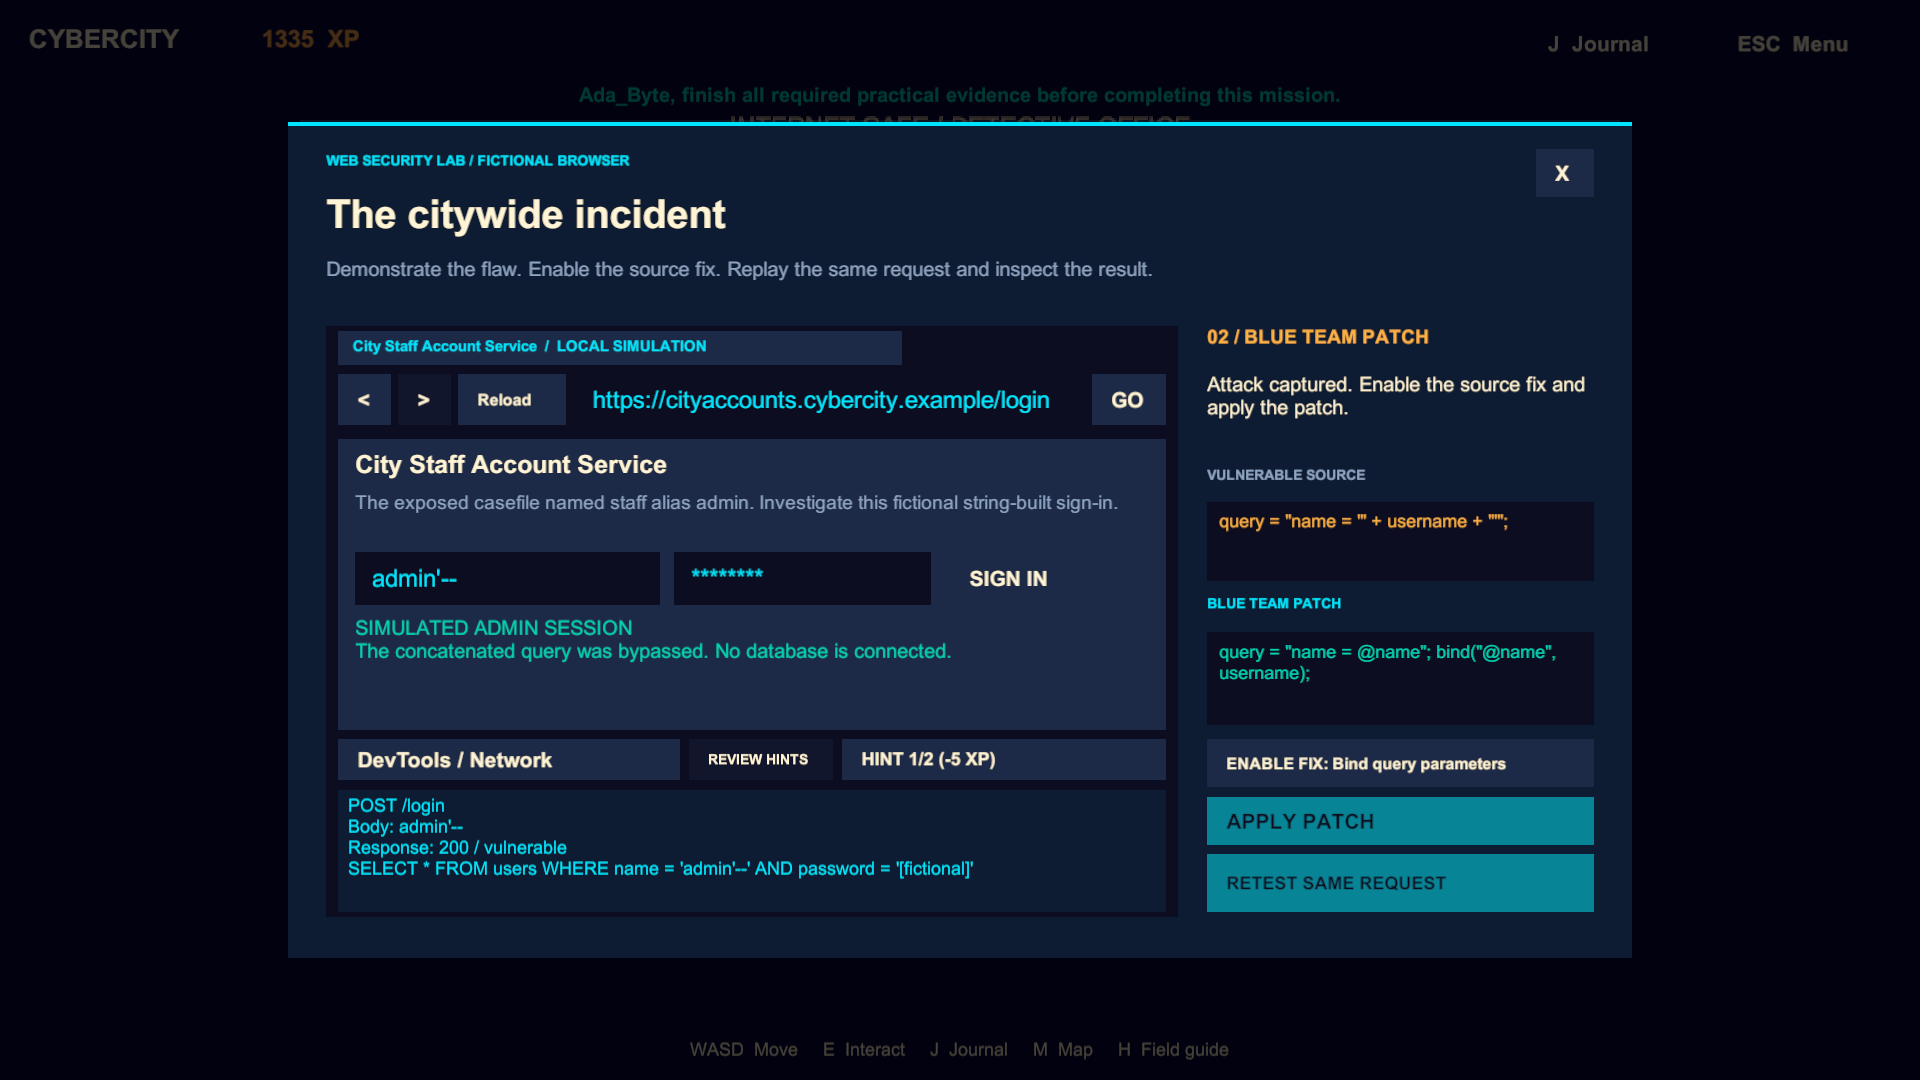 CYBERCITY
1335 XP
J Journal
ESC Menu
Ada_Byte, finish all required practical evidence before completing this mission.
INTERNET SAFE / DETECTIVE OFFICE
WEB SECURITY LAB / FICTIONAL BROWSER
X
The citywide incident
Demonstrate the flaw. Enable the source fix. Replay the same request and inspect the result.
City Staff Account Service / LOCAL SIMULATION
<
>
Reload
https://cityaccounts.cybercity.example/login
GO
City Staff Account Service
The exposed casefile named staff alias admin. Investigate this fictional string-built sign-in.
admin'--
********
SIGN IN
SIMULATED ADMIN SESSION
The concatenated query was bypassed. No database is connected.
DevTools / Network
REVIEW HINTS
HINT 1/2 (-5 XP)
POST /login
Body: admin'--
Response: 200 / vulnerable
SELECT * FROM users WHERE name = 'admin'--' AND password = '[fictional]'
02 / BLUE TEAM PATCH
Attack captured. Enable the source fix and
apply the patch.
VULNERABLE SOURCE
query = "name = '" + username + "'";
BLUE TEAM PATCH
query = "name = @name"; bind("@name",
username);
ENABLE FIX: Bind query parameters
APPLY PATCH
RETEST SAME REQUEST
WASD Move E Interact J Journal M Map H Field guide